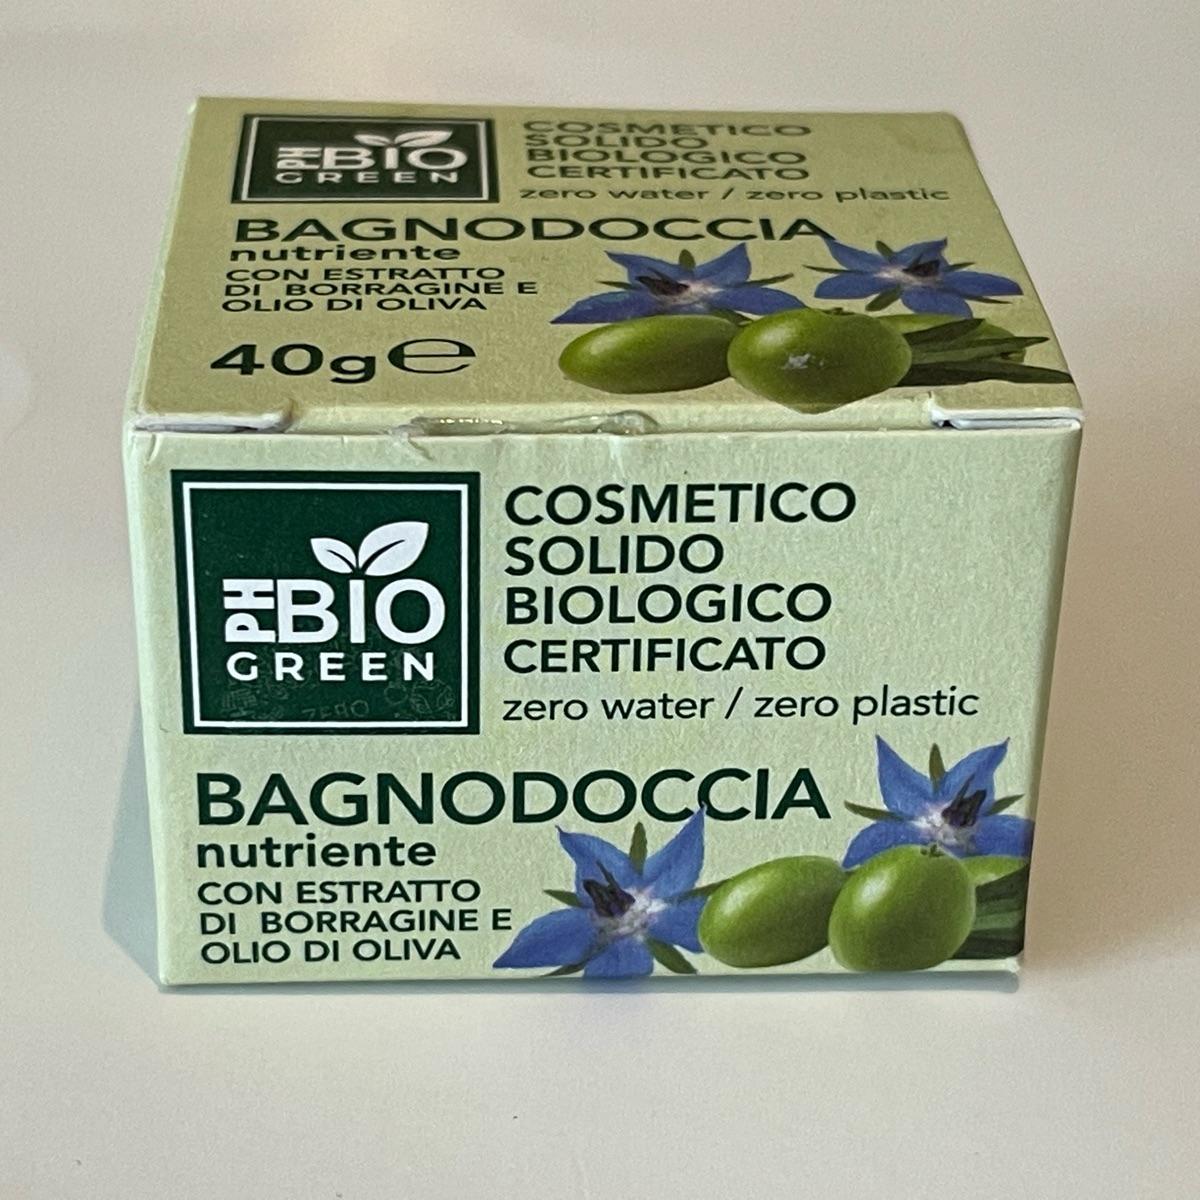 PH BIO
GREEN
COSMETICO
SOLIDO
BIOLOGICO
CERTIFICATO
zero water / zero plastic
BAGNODOCCIA
nutriente
CON ESTRATTO
DI BORRAGINE E
OLIO DI OLIVA
40g e
PH BIO
GREEN
COSMETICO
SOLIDO
BIOLOGICO
CERTIFICATO
zero water / zero plastic
BAGNODOCCIA
nutriente
CON ESTRATTO
DI BORRAGINE E
OLIO DI OLIVA